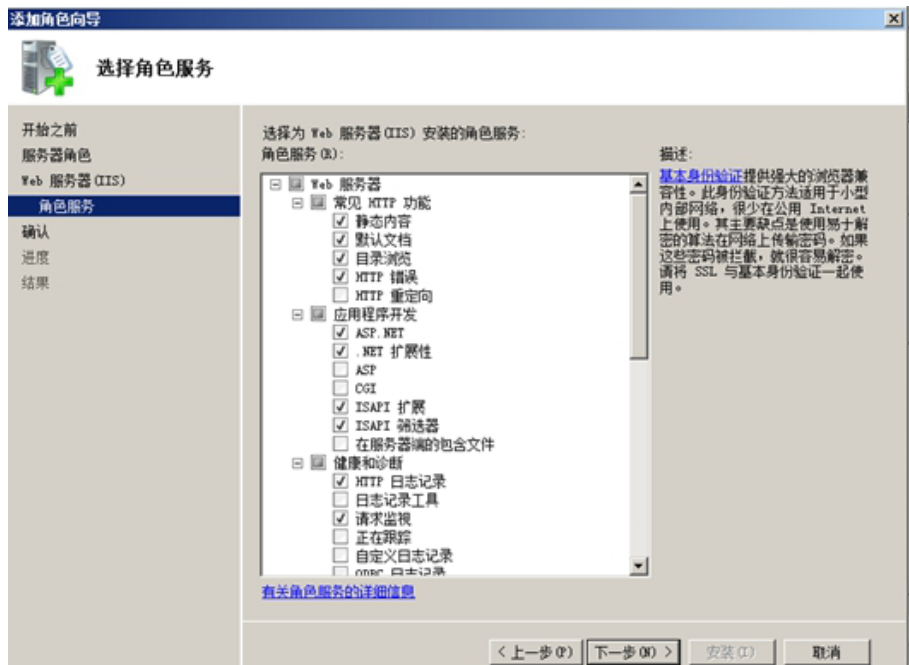 添加角色向导
选择角色服务
开始之前
服务器角色
Web 服务器(IIS)
角色服务
确认
进度
结果
选择为 Web 服务器(IIS) 安装的角色服务:
角色服务(R):
Web 服务器
常见 HTTP 功能
静态内容
默认文档
目录浏览
HTTP 错误
HTTP 重定向
应用程序开发
ASP.NET
.NET 扩展性
ASP
CGI
ISAPI 扩展
ISAPI 筛选器
在服务器端的包含文件
健康和诊断
HTTP 日志记录
日志记录工具
请求监视
正在跟踪
自定义日志记录
ODBC 日志记录
有关角色服务的详细信息
描述:
基本身份验证提供强大的浏览器兼
容性。此身份验证方法适用于小型
内部网络，很少在公用 Internet
上使用。其主要缺点是使用易于解
密的算法在网络上传输密码。如果
这些密码被拦截，就很容易解密。
请将 SSL 与基本身份验证一起使
用。
< 上一步(P)
下一步(N) >
安装(I)
取消